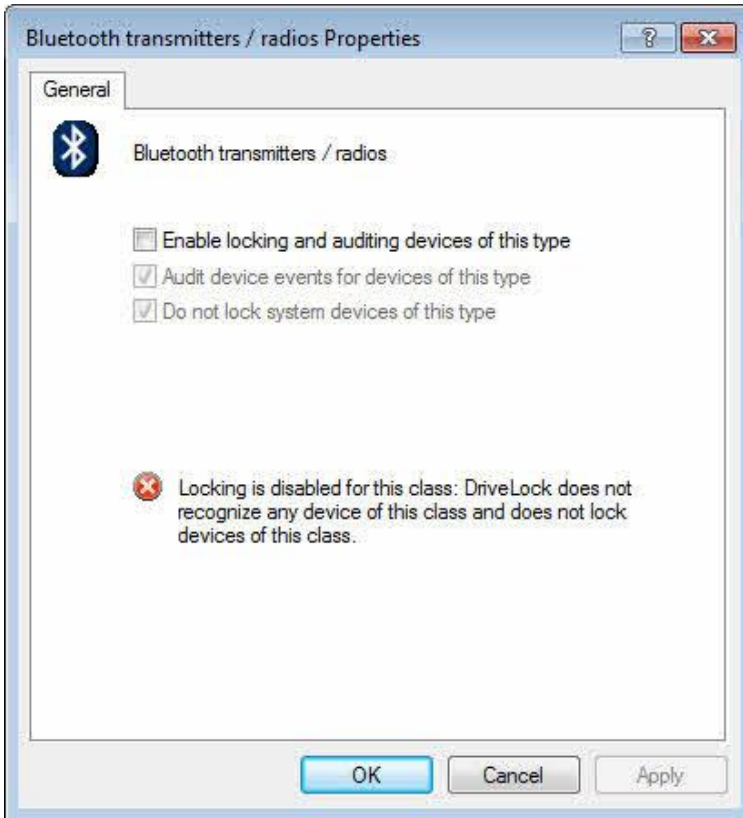 Bluetooth transmitters / radios Properties
General
Bluetooth transmitters / radios
Enable locking and auditing devices of this type
Audit device events for devices of this type
Do not lock system devices of this type
Locking is disabled for this class: DriveLock does not
recognize any device of this class and does not lock
devices of this class.
OK Cancel Apply